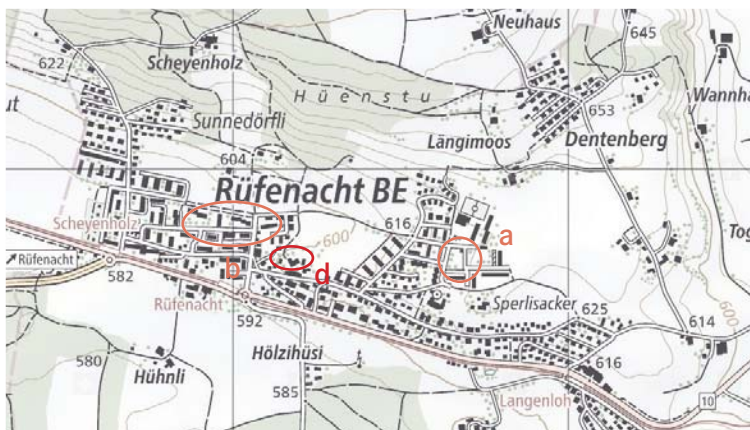 Neuhaus
645
Scheyenholz
622
Hüenstu
Wannha
ut
Sunnedörfli
653
Längimoos
Dentenberg
604
Rüfenacht BE
616
a
Scheyenholz
600
Tog
Rüfenacht
582
b
d
Rüfenacht
592
Sperlisacker
625
600
614
580
Hölzihüsi
616
Hühnli
585
Langenloh
10